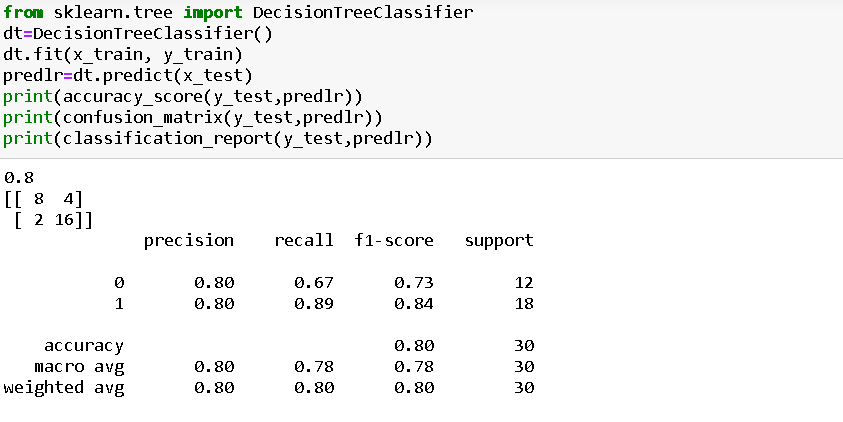 from sklearn.tree import DecisionTreeClassifier
dt=DecisionTreeClassifier()
dt.fit(x_train, y_train)
predlr=dt.predict(x_test)
print(accuracy_score(y_test,predlr))
print(confusion_matrix(y_test,predlr))
print(classification_report(y_test,predlr))
0.8
[[ 8  4]
 [ 2 16]]
              precision    recall  f1-score   support
           0       0.80      0.67      0.73        12
           1       0.80      0.89      0.84        18
    accuracy                           0.80        30
   macro avg       0.80      0.78      0.78        30
weighted avg       0.80      0.80      0.80        30